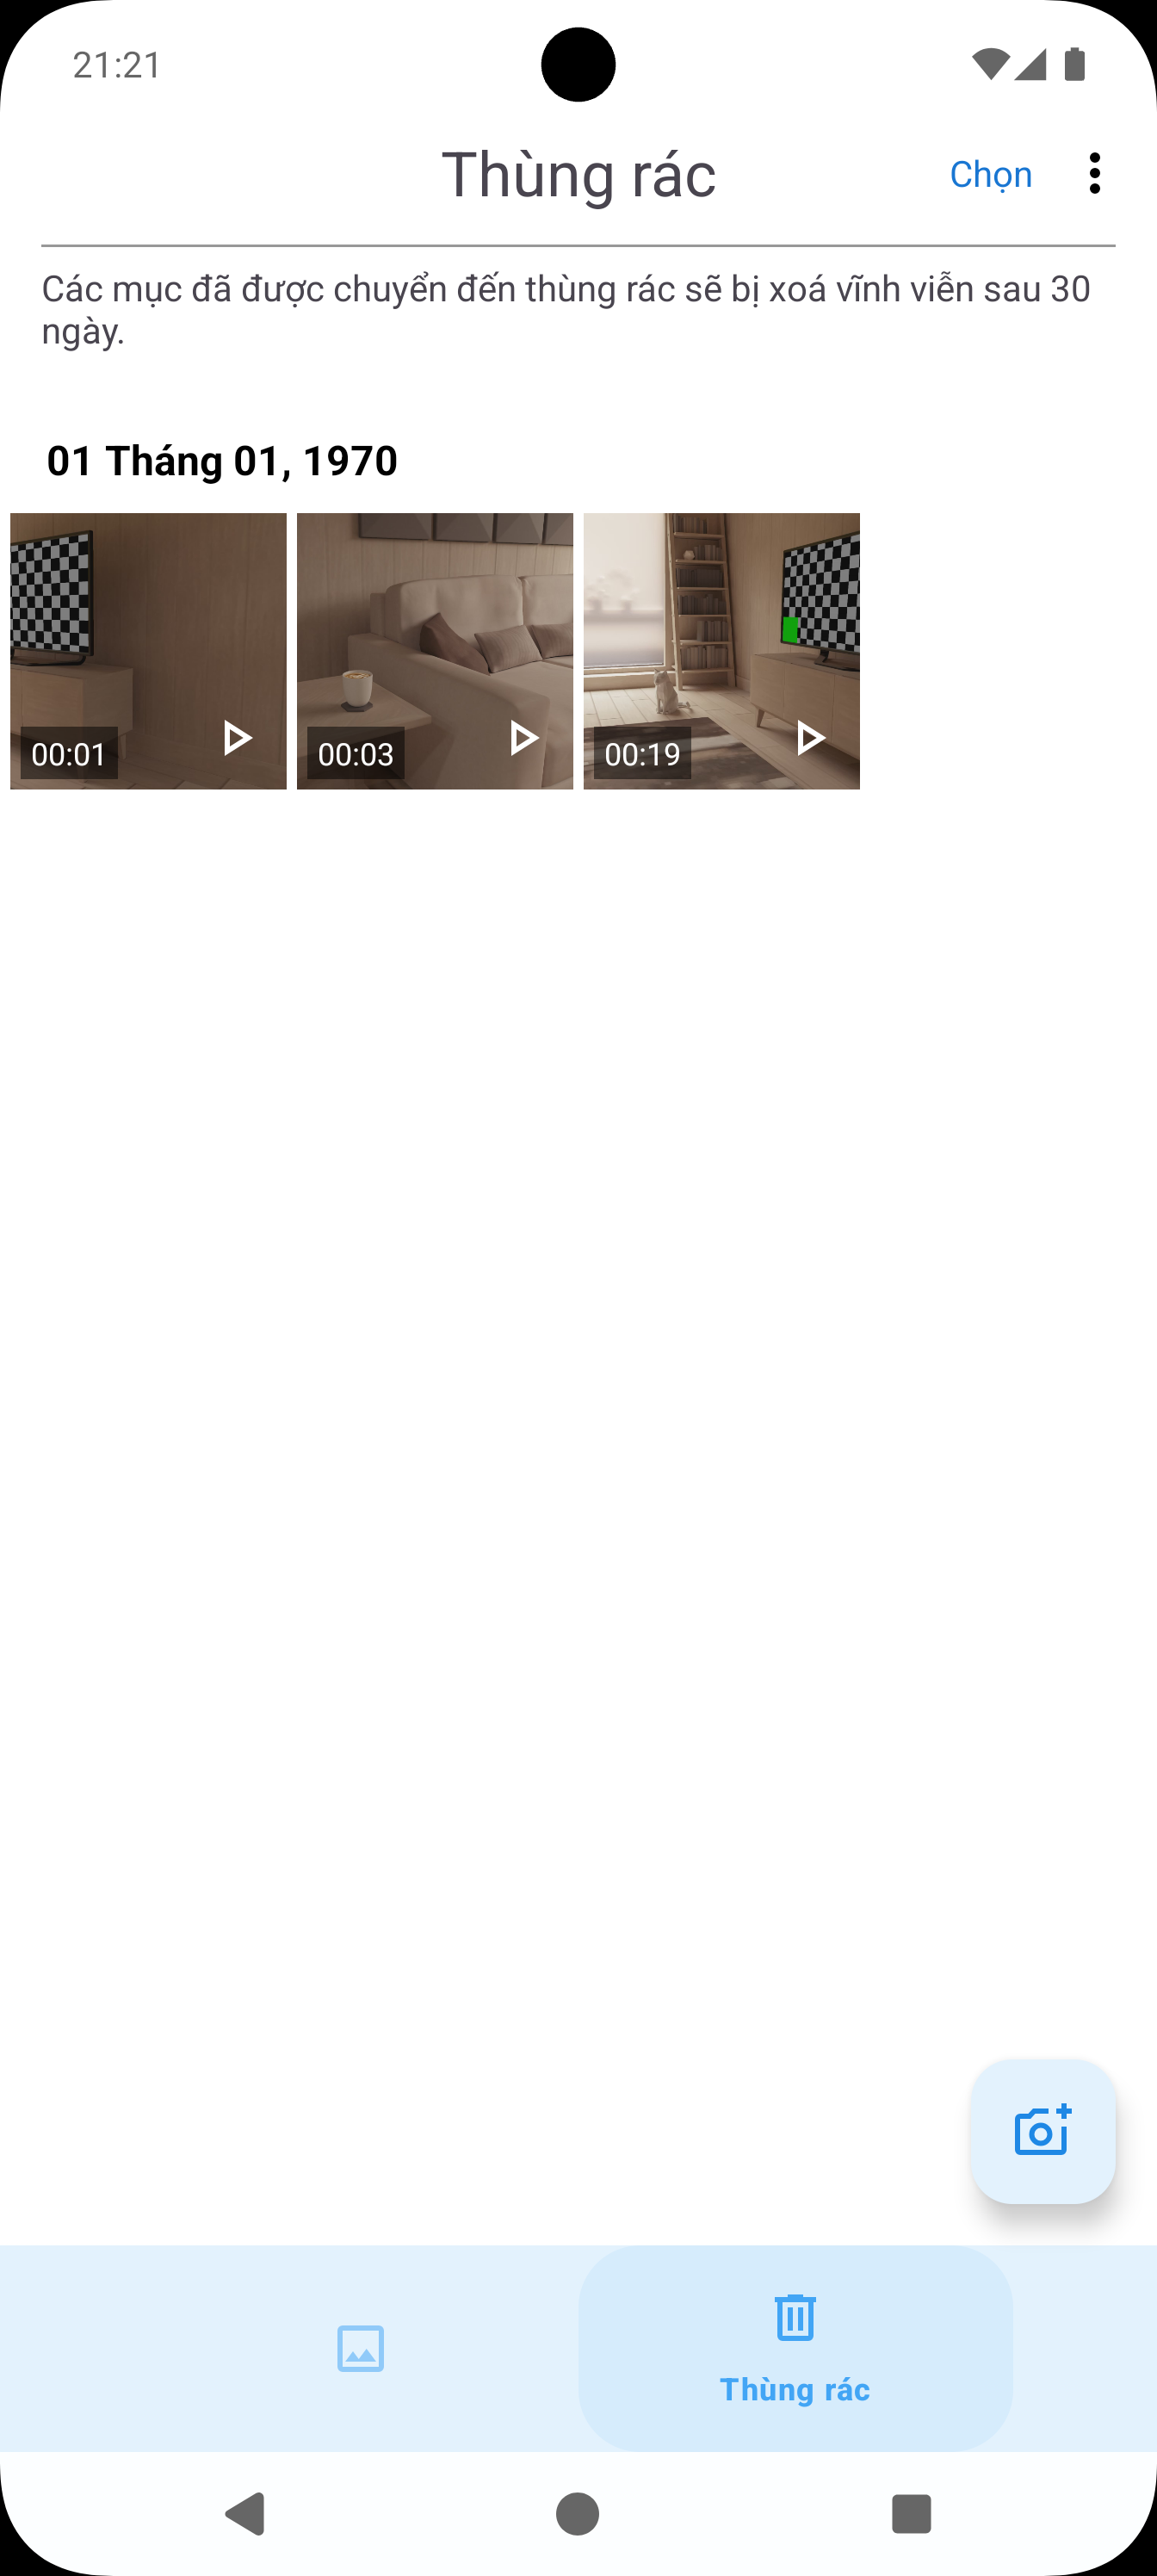 21:21
Thùng rác
Chọn
Các mục đã được chuyển đến thùng rác sẽ bị xoá vĩnh viễn sau 30
ngày.
01 Tháng 01, 1970
00:01
00:03
00:19
Thùng rác